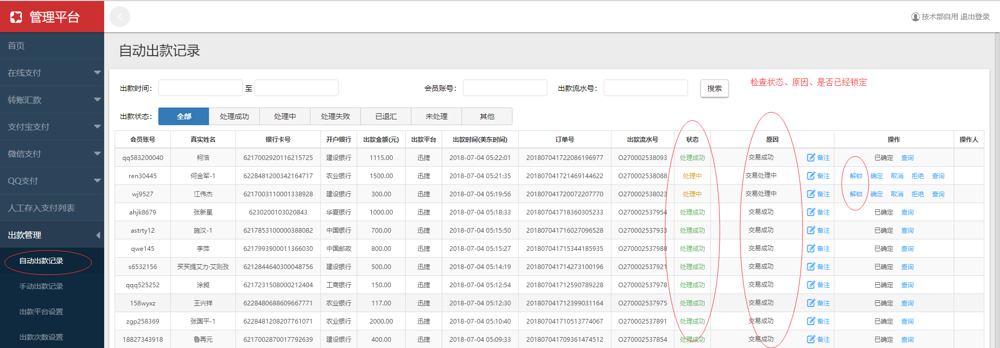 管理平台
技术部自用 退出登录
首页
在线支付
转账汇款
支付宝支付
微信支付
QQ支付
人工存入支付列表
出款管理
自动出款记录
手动出款记录
出款平台设置
出款次数设置
自动出款记录
出款时间： 至 会员账号： 出款流水号： 搜索
检查状态、原因、是否已经锁定
出款状态： 全部 处理成功 处理中 处理失败 已退汇 未处理 其他
会员账号 真实姓名 银行卡号 开户银行 出款金额(元) 出款平台 出款时间(美东时间) 订单号 出款流水号 状态 原因 操作 操作人
qq583200040 柯浩 6217002920116215725 建设银行 1115.00 迅捷 2018-07-04 05:22:01 201807041722086196977 O270002538093 处理成功 交易成功 备注 已确定 查询
ren30445 何金军-1 6228481200342164717 农业银行 1500.00 迅捷 2018-07-04 05:21:35 201807041721469144622 O270002538088 处理中 交易处理中 备注 解锁 确定 取消 拒绝 查询
wj9527 江伟杰 6217003110001338928 建设银行 300.00 迅捷 2018-07-04 05:19:56 201807041720072207770 O270002538023 处理中 交易处理中 备注 解锁 确定 取消 拒绝 查询
ahjk8679 张新星 6230200103020843 华夏银行 1000.00 迅捷 2018-07-04 05:18:33 201807041718360305233 O270002537954 处理成功 交易成功 备注 已确定 查询
astrty12 施汉-1 6217853100000388082 中国银行 700.00 迅捷 2018-07-04 05:15:50 201807041716027096528 O270002537933 处理成功 交易成功 备注 已确定 查询
qwe145 李萍 6217993900011366030 中国邮政 800.00 迅捷 2018-07-04 05:15:27 201807041715344185935 O270002537988 处理成功 交易成功 备注 已确定 查询
s6532156 买买提艾力·艾则孜 6212844640300048756 建设银行 500.00 迅捷 2018-07-04 05:14:19 201807041714273100196 O270002537921 处理成功 交易成功 备注 已确定 查询
qqq525252 涂昶 6217231508000212404 工商银行 150.00 迅捷 2018-07-04 05:12:54 201807041712590789228 O270002537978 处理成功 交易成功 备注 已确定 查询
158wyxz 王兴祥 6228480688609667771 农业银行 117.00 迅捷 2018-07-04 05:12:30 201807041712399031164 O270002537975 处理成功 交易成功 备注 已确定 查询
zgp258369 张国平-1 6228481208207761071 农业银行 2000.00 迅捷 2018-07-04 05:10:40 201807041710513774067 O270002537891 处理成功 交易成功 备注 已确定 查询
18827343918 鲁再元 6217002870017792639 建设银行 400.00 迅捷 2018-07-04 05:09:33 201807041709361474512 O270002537854 处理成功 交易成功 备注 已确定 查询